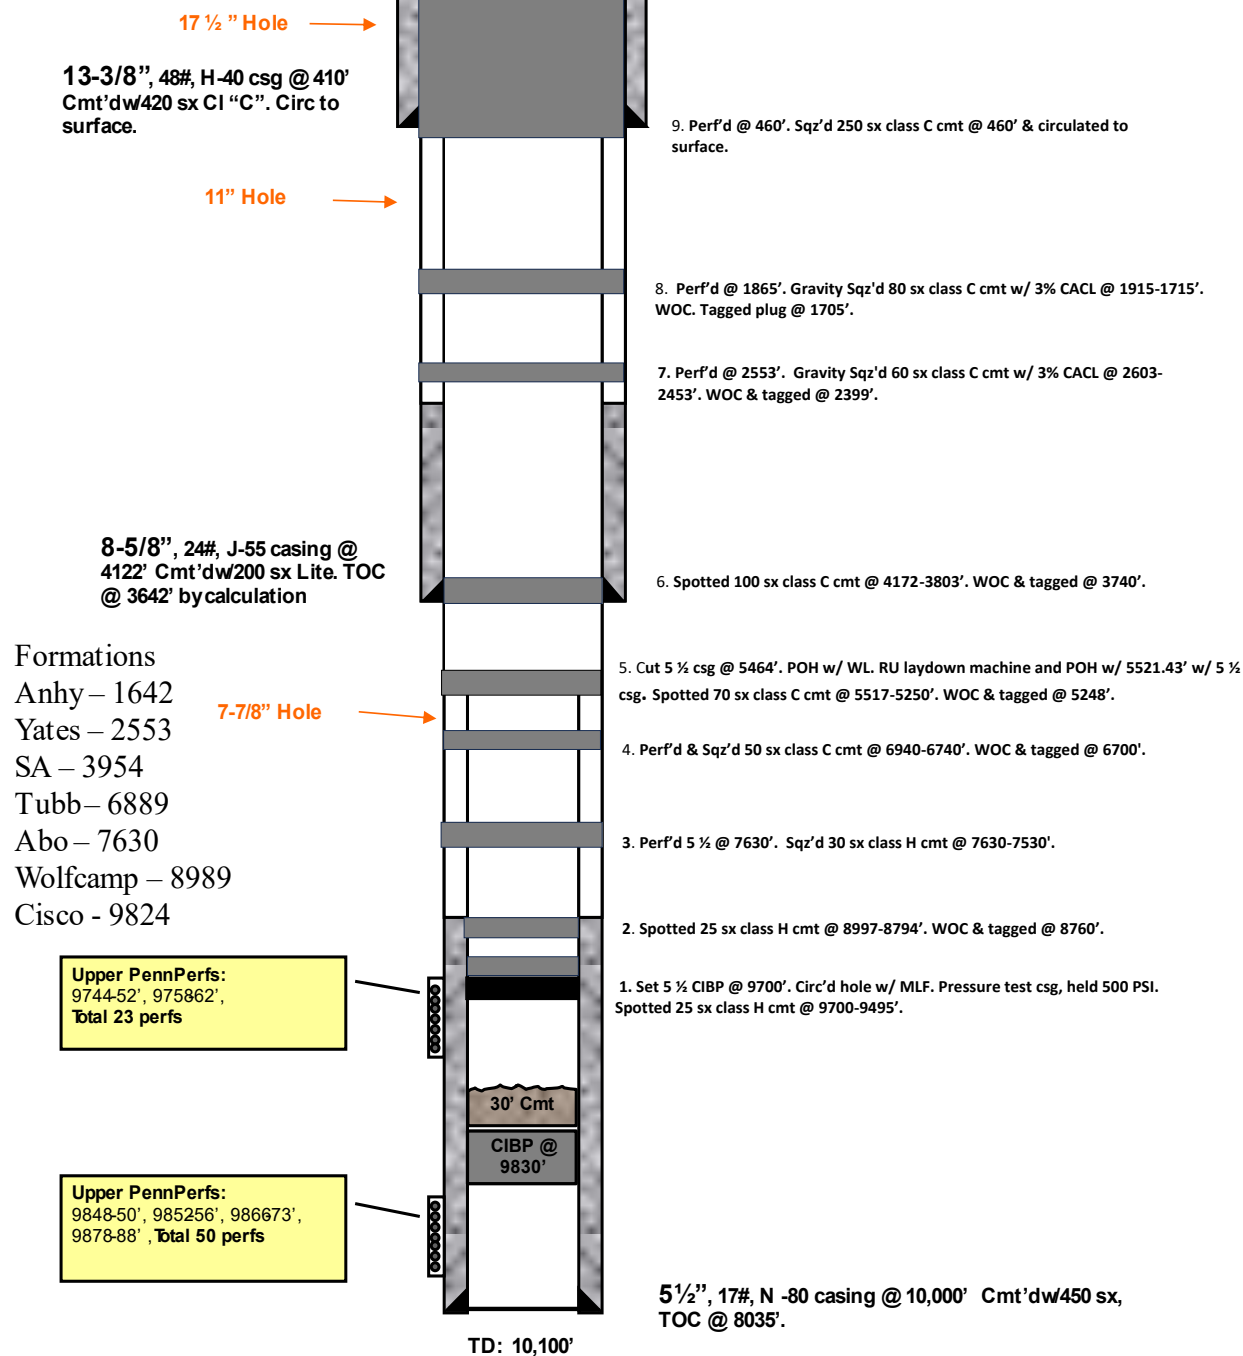 17 ½ ” Hole
13-3/8”, 48#, H-40 csg @ 410’
Cmt’dw/420 sx Cl “C”. Circ to
surface.
9. Perf’d @ 460’. Sqz’d 250 sx class C cmt @ 460’ & circulated to
surface.
11” Hole
8. Perf’d @ 1865’. Gravity Sqz'd 80 sx class C cmt w/ 3% CACL @ 1915-1715’.
WOC. Tagged plug @ 1705’.
7. Perf’d @ 2553’. Gravity Sqz'd 60 sx class C cmt w/ 3% CACL @ 2603-
2453’. WOC & tagged @ 2399’.
8-5/8”, 24#, J-55 casing @
4122’ Cmt’dw/200 sx Lite. TOC
@ 3642’ by calculation
6. Spotted 100 sx class C cmt @ 4172-3803’. WOC & tagged @ 3740’.
Formations
Anhy – 1642
Yates – 2553
SA – 3954
Tubb – 6889
Abo – 7630
Wolfcamp – 8989
Cisco - 9824
5. Cut 5 ½ csg @ 5464’. POH w/ WL. RU laydown machine and POH w/ 5521.43’ w/ 5 ½
csg. Spotted 70 sx class C cmt @ 5517-5250’. WOC & tagged @ 5248’.
7-7/8” Hole
4. Perf’d & Sqz’d 50 sx class C cmt @ 6940-6740’. WOC & tagged @ 6700'.
3. Perf’d 5 ½ @ 7630’. Sqz’d 30 sx class H cmt @ 7630-7530'.
2. Spotted 25 sx class H cmt @ 8997-8794’. WOC & tagged @ 8760’.
Upper PennPerfs:
9744-52’, 9758-62’,
Total 23 perfs
1. Set 5 ½ CIBP @ 9700’. Circ’d hole w/ MLF. Pressure test csg, held 500 PSI.
Spotted 25 sx class H cmt @ 9700-9495’.
30’ Cmt
CIBP @
9830’
Upper PennPerfs:
9848-50’, 9852-56’, 9866-73’,
9878-88’ , Total 50 perfs
5½”, 17#, N -80 casing @ 10,000’ Cmt’dw/450 sx,
TOC @ 8035’.
TD: 10,100’